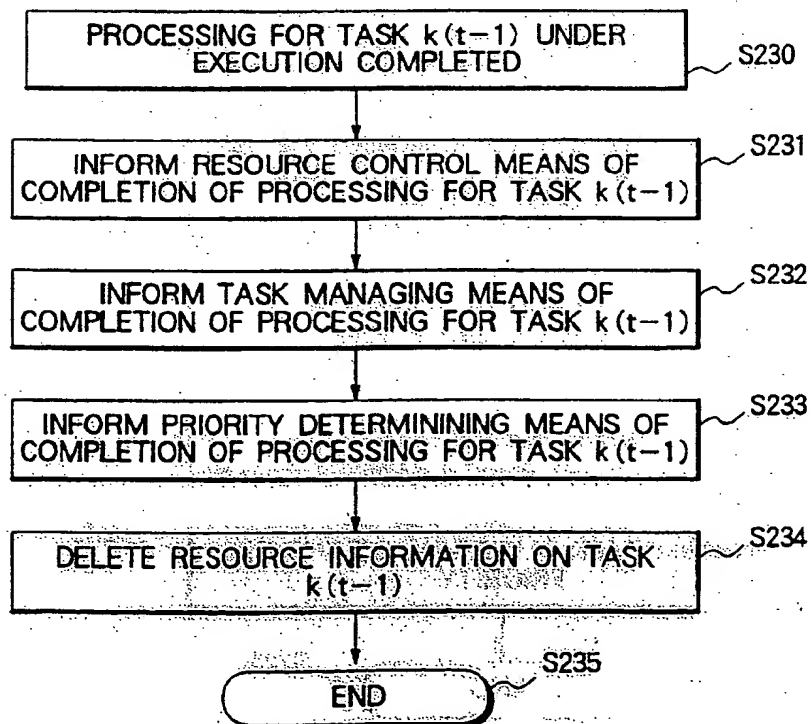 PROCESSING FOR TASK k(t-1) UNDER
EXECUTION COMPLETED
S230
INFORM RESOURCE CONTROL MEANS OF
COMPLETION OF PROCESSING FOR TASK k(t-1)
S231
INFORM TASK MANAGING MEANS OF
COMPLETION OF PROCESSING FOR TASK k(t-1)
S232
INFORM PRIORITY DETERMINING MEANS OF
COMPLETION OF PROCESSING FOR TASK k(t-1)
S233
DELETE RESOURCE INFORMATION ON TASK
k(t-1)
S234
END
S235